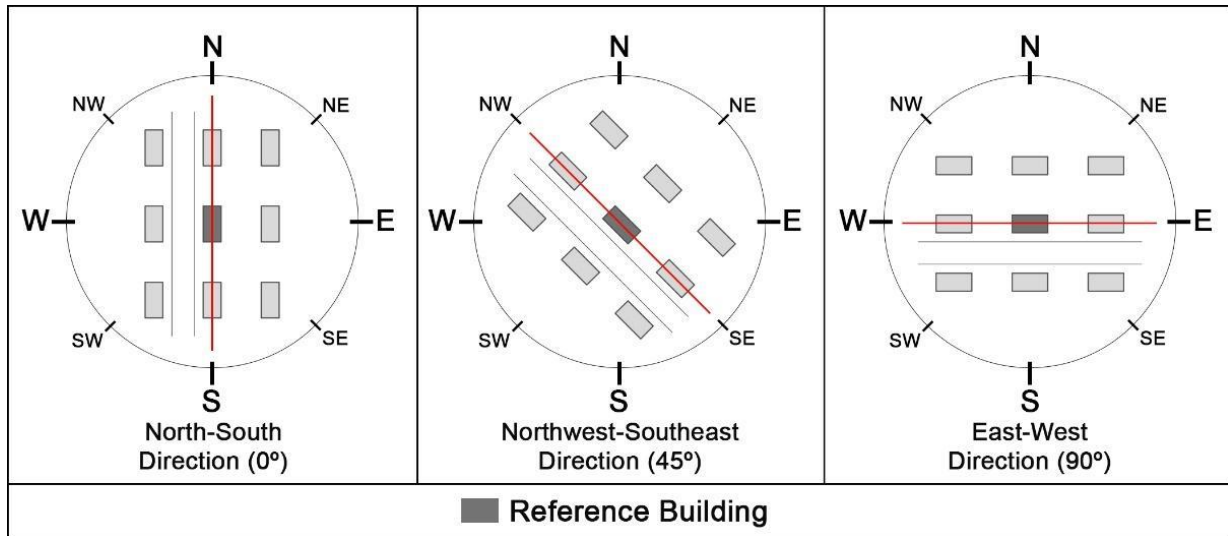 N
NW
NE
W
E
SW
SE
S
North-South
Direction (0º)
N
NW
NE
W
E
SW
SE
S
Northwest-Southeast
Direction (45º)
N
NW
NE
W
E
SW
SE
S
East-West
Direction (90º)
Reference Building